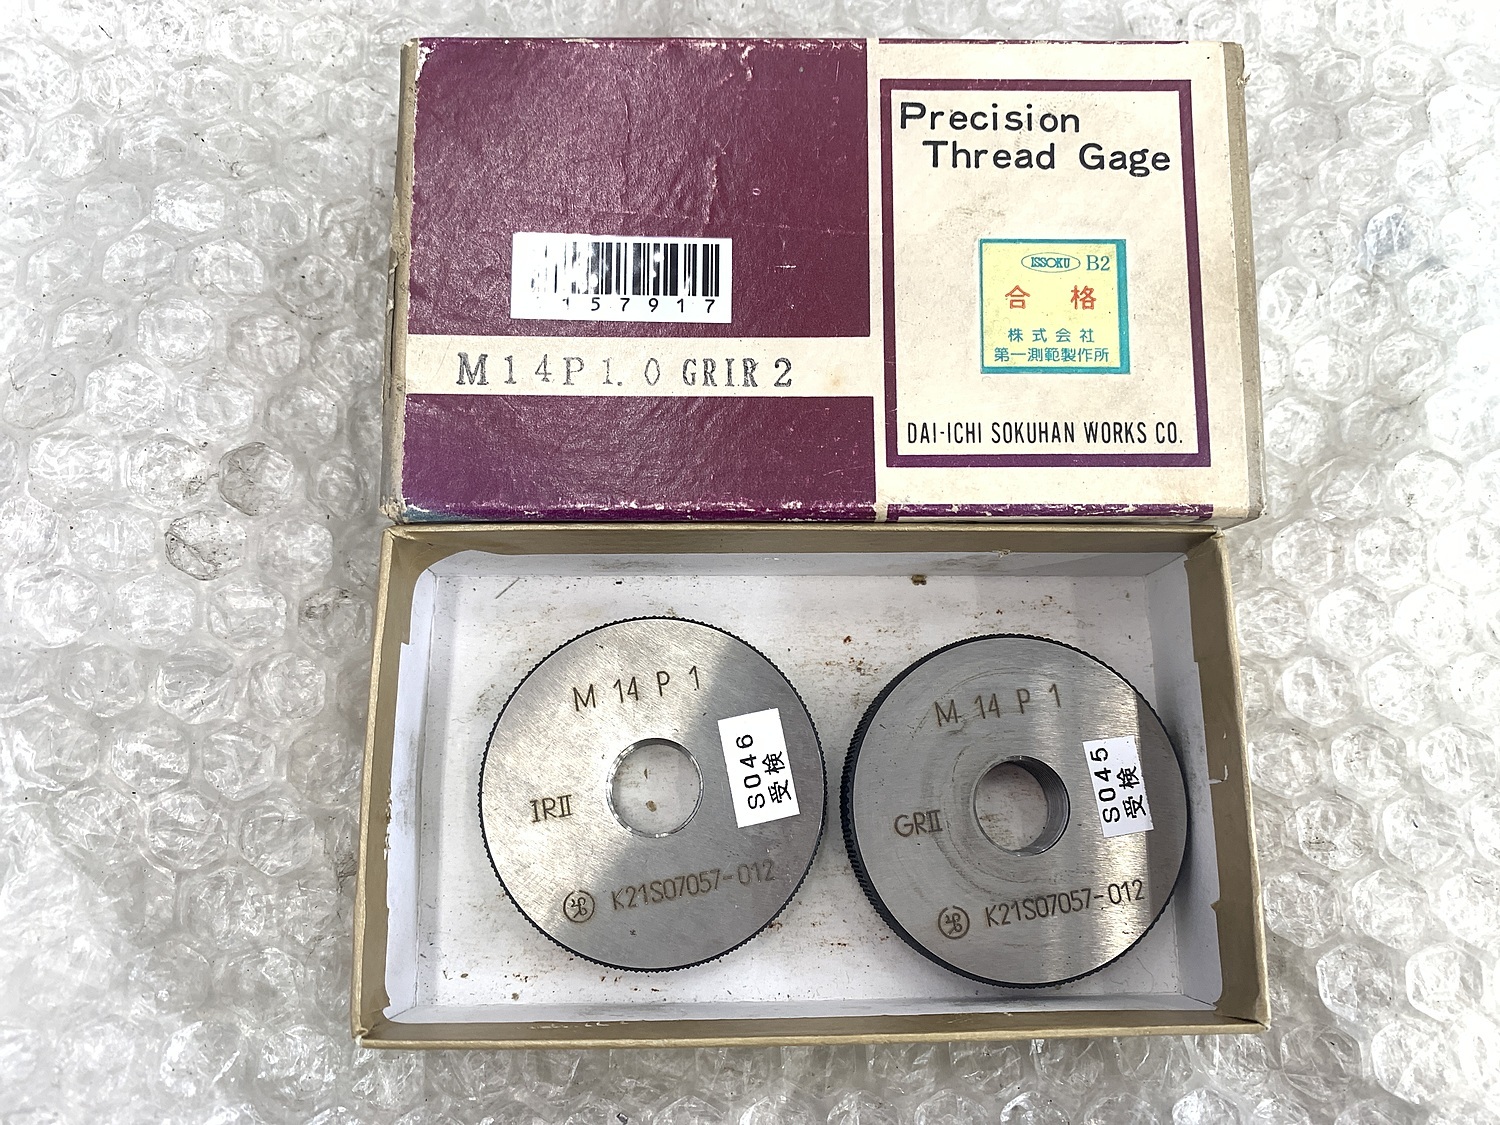 Precision
Thread Gage
ISSOKU B2
合格
株式会社
第一測範製作所
DAI-ICHI SOKUHAN WORKS CO.
157917
M14P1.0 GRIR2
M 14 P 1
IRII
S046
受検
K21S07057-012
M 14 P 1
GRII
S045
受検
K21S07057-012